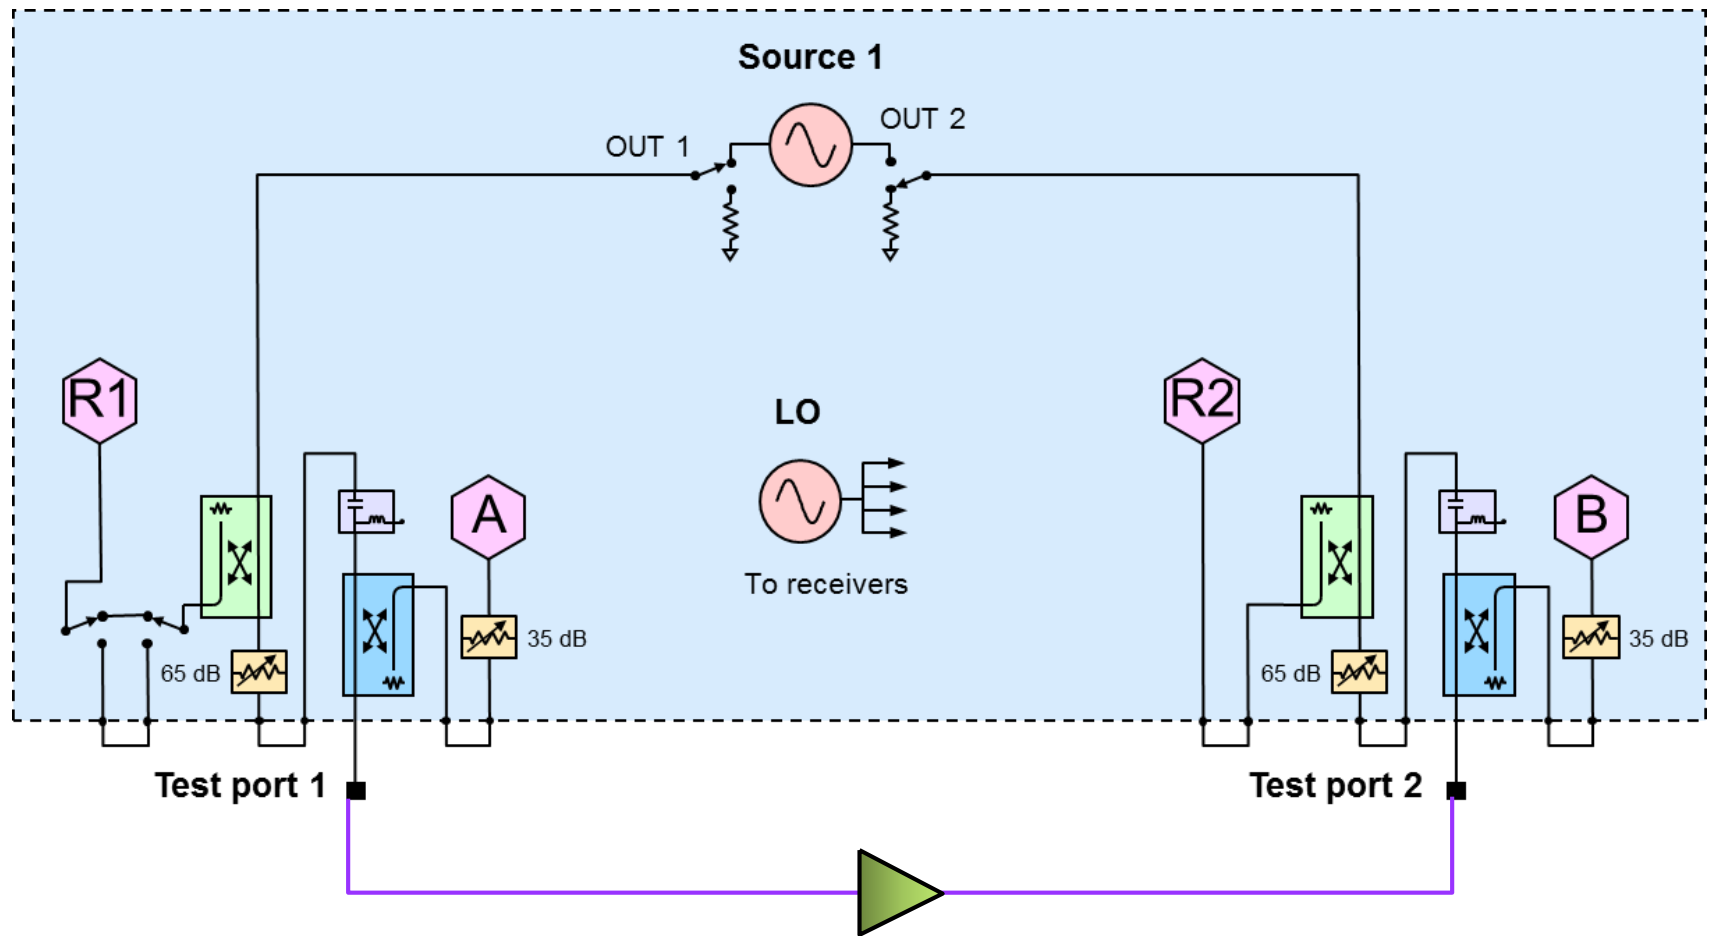 Source 1
OUT 1
OUT 2
R1
R2
LO
A
B
To receivers
35 dB
35 dB
65 dB
65 dB
Test port 1
Test port 2